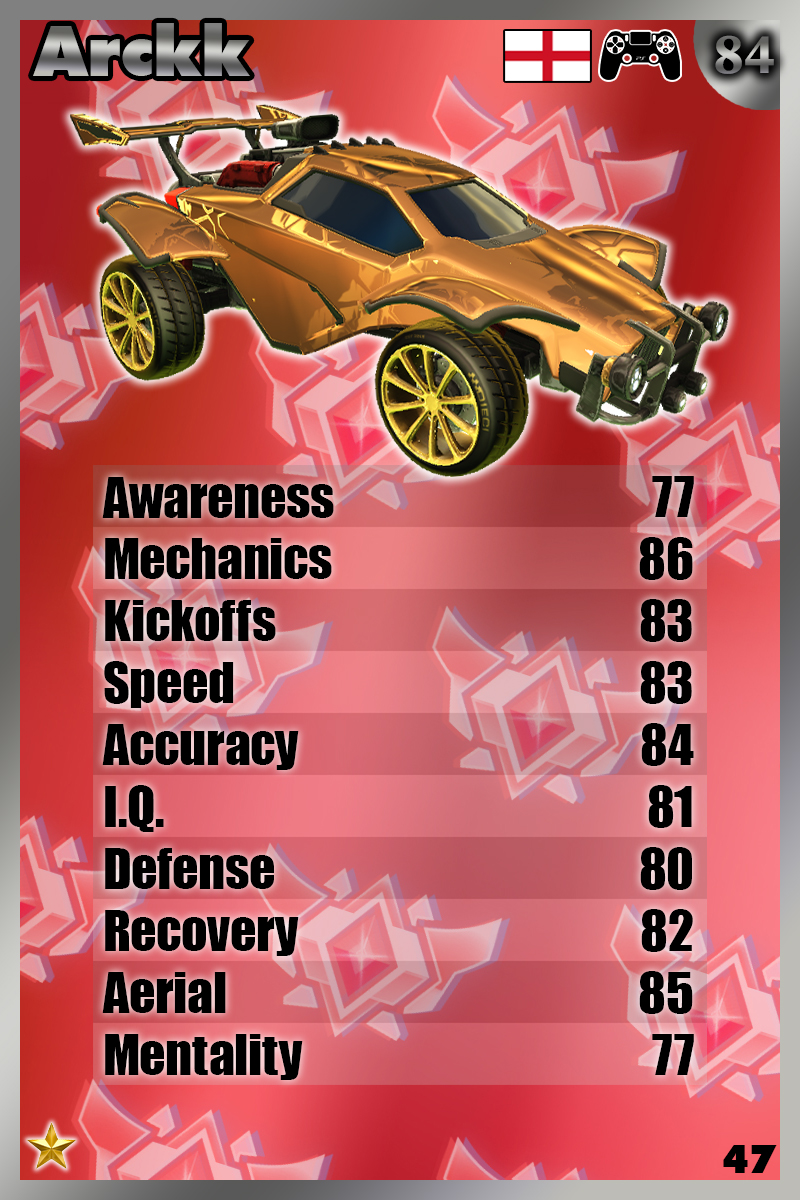 Arckk
84
Awareness 77
Mechanics 86
Kickoffs 83
Speed 83
Accuracy 84
I.Q. 81
Defense 80
Recovery 82
Aerial 85
Mentality 77
47